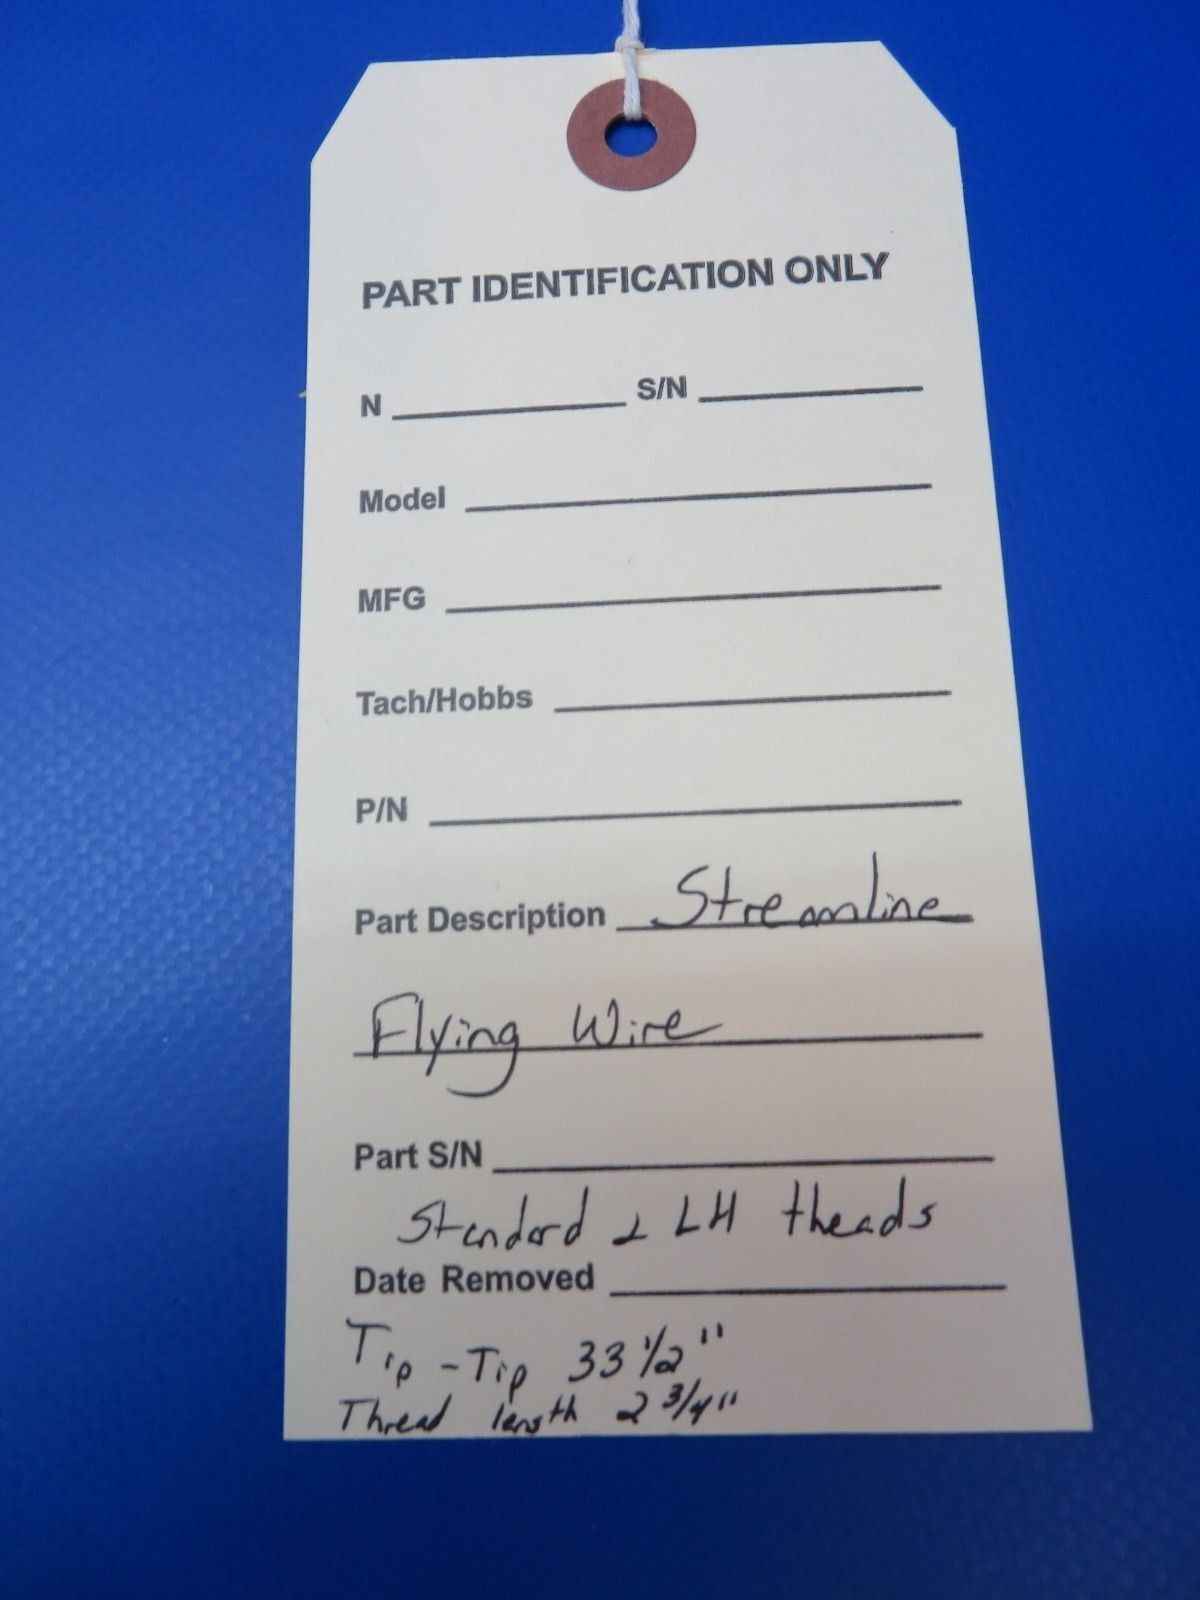 PART IDENTIFICATION ONLY
N S/N
Model
MFG
Tach/Hobbs
P/N
Part Description Streamline
Flying Wire
Part S/N
Standard & LH theads
Date Removed
Tip - Tip 33 1/2"
Thread length 2 3/4"